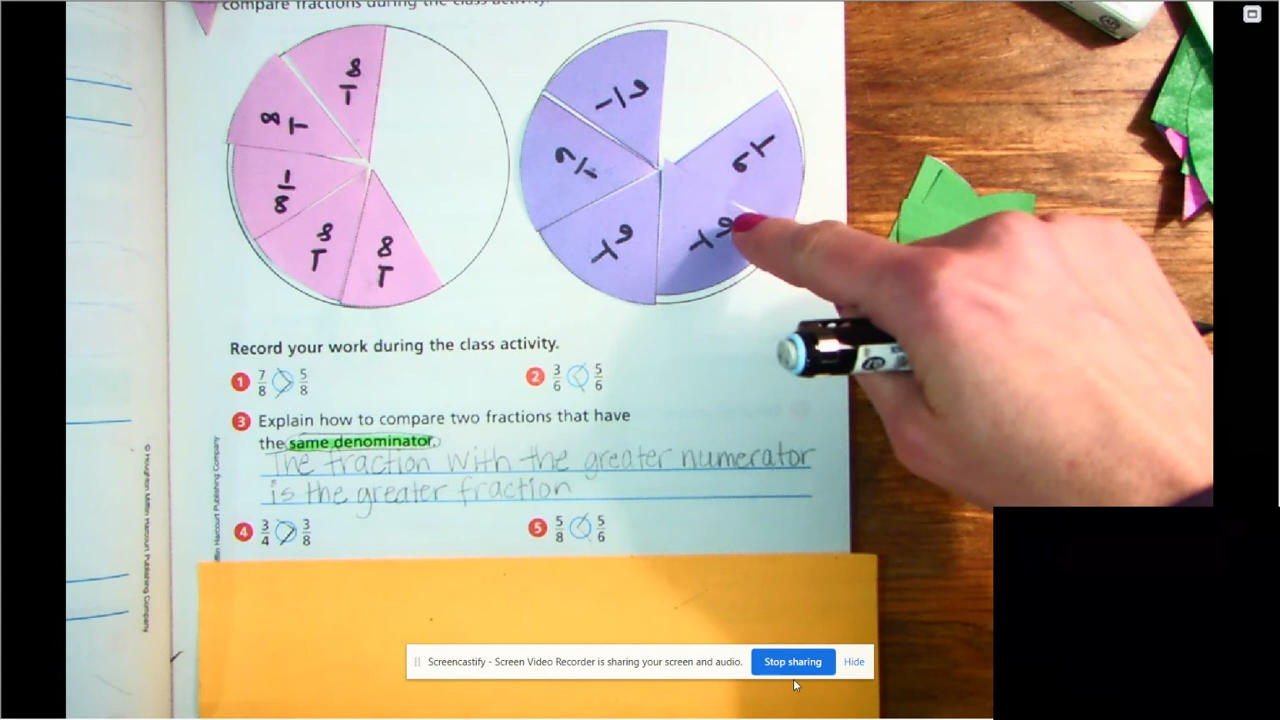 compare fractions during the class activity.
1/8
1/8
1/8
1/8
1/8
1/6
1/6
1/6
1/6
1/6
Record your work during the class activity.
1 7/8 > 5/8
2 3/6 < 5/6
3 Explain how to compare two fractions that have
the same denominator.
The fraction with the greater numerator
is the greater fraction
4 3/4 > 3/8
5 5/8 < 5/6
© Houghton Mifflin Harcourt Publishing Company
Harcourt Publishing Company
Screencastify - Screen Video Recorder is sharing your screen and audio.
Stop sharing
Hide